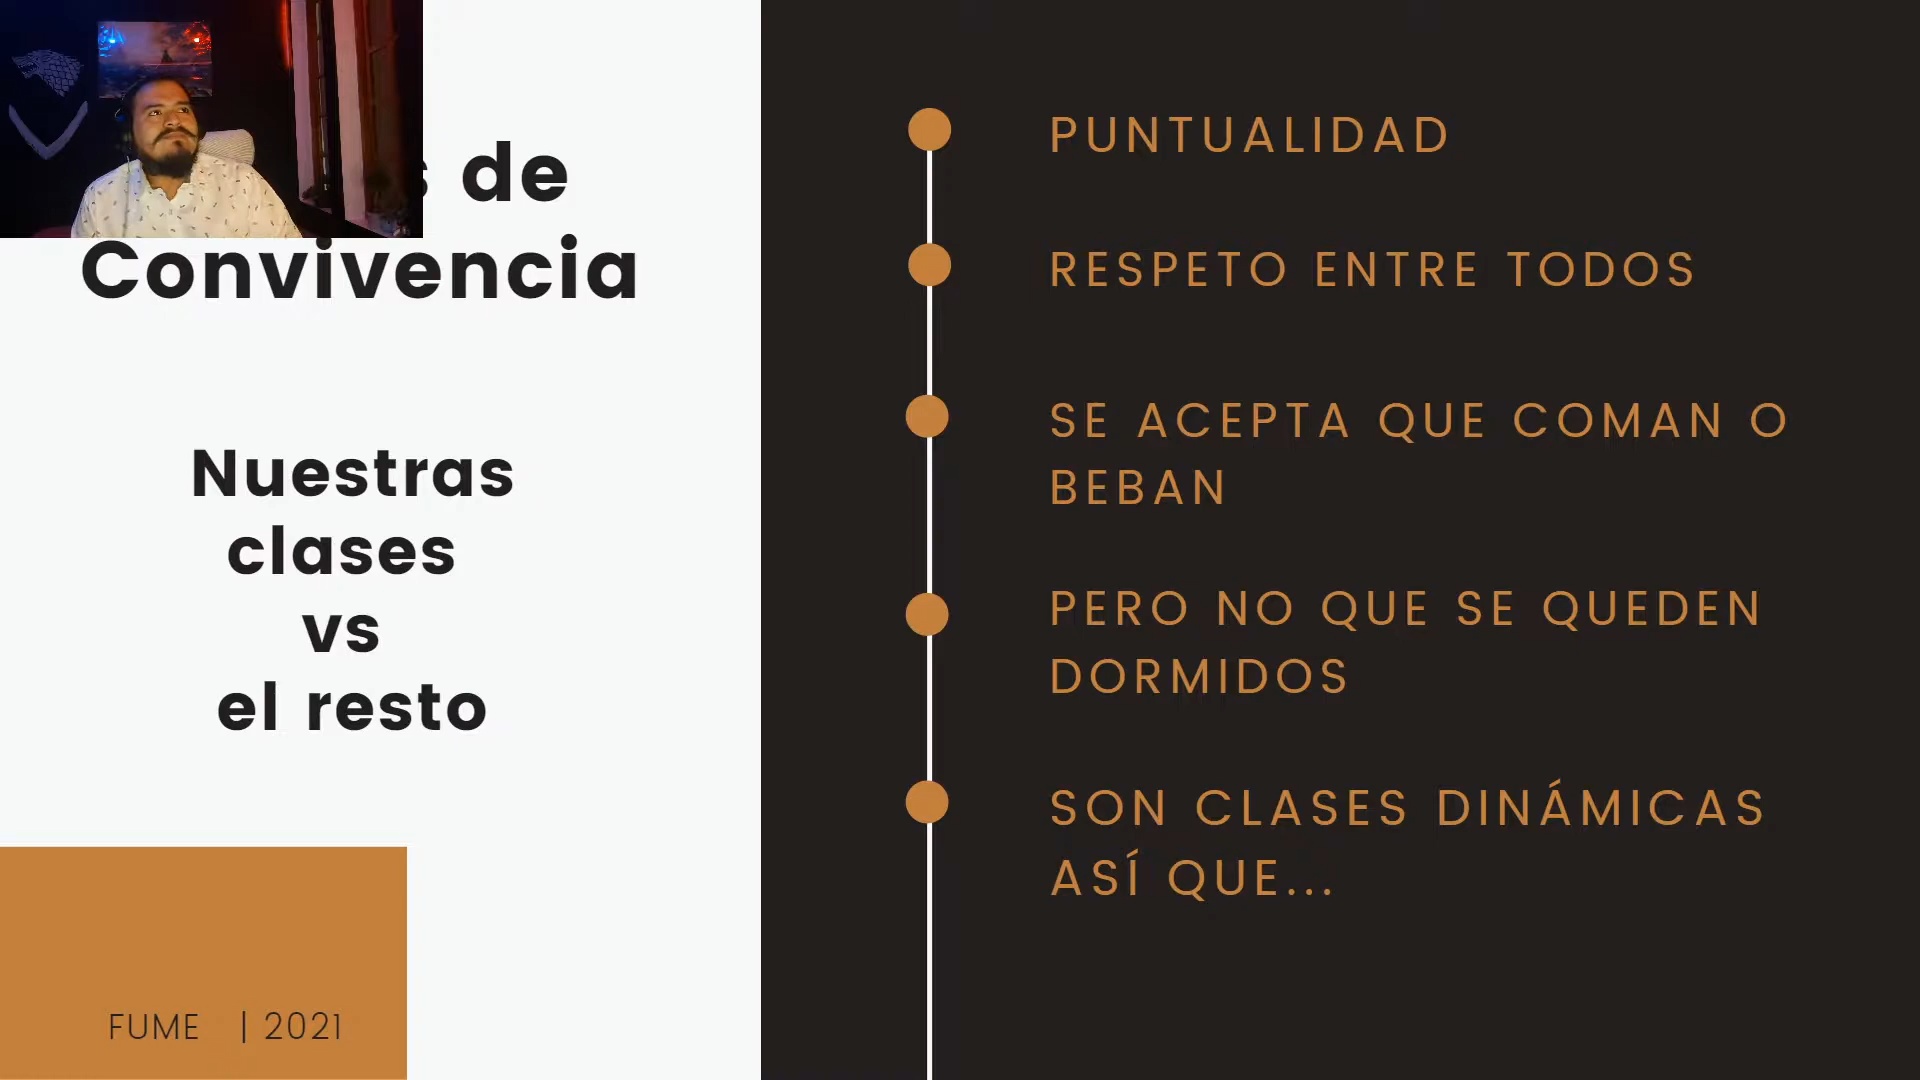 de
Convivencia
Nuestras
clases
vs
el resto
FUME | 2021
PUNTUALIDAD
RESPETO ENTRE TODOS
SE ACEPTA QUE COMAN O
BEBAN
PERO NO QUE SE QUEDEN
DORMIDOS
SON CLASES DINÁMICAS
ASÍ QUE...